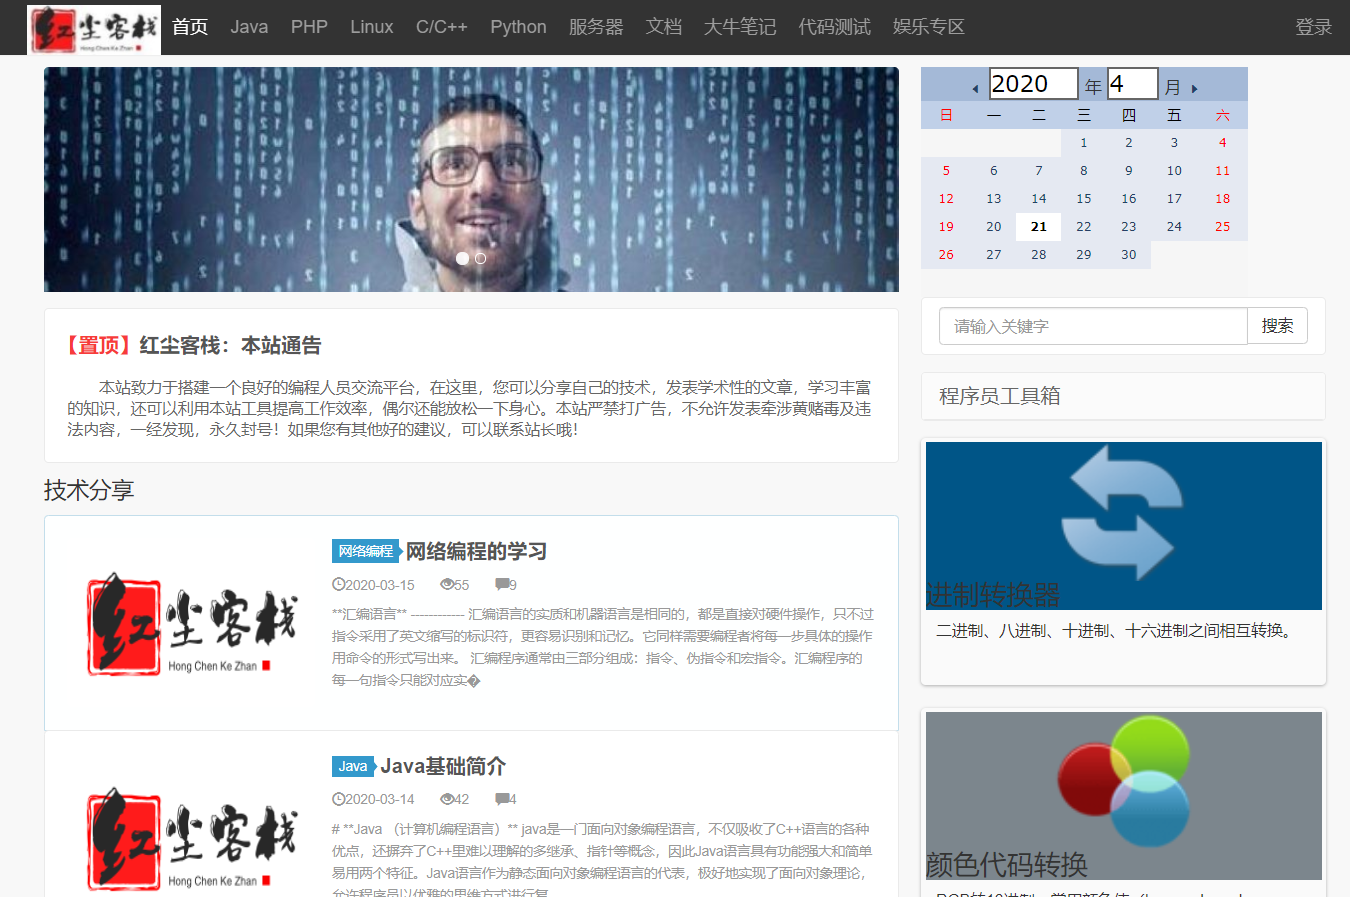 红尘客栈 Hong Chen Ke Zhan 首页 Java PHP Linux C/C++ Python 服务器 文档 大牛笔记 代码测试 娱乐专区 登录
2020 年 4 月
日 一 二 三 四 五 六
1 2 3 4
5 6 7 8 9 10 11
12 13 14 15 16 17 18
19 20 21 22 23 24 25
26 27 28 29 30
请输入关键字 搜索
程序员工具箱
进制转换器
二进制、八进制、十进制、十六进制之间相互转换。
颜色代码转换
【置顶】红尘客栈：本站通告
本站致力于搭建一个良好的编程人员交流平台，在这里，您可以分享自己的技术，发表学术性的文章，学习丰富
的知识，还可以利用本站工具提高工作效率，偶尔还能放松一下身心。本站严禁打广告，不允许发表牵涉黄赌毒及违
法内容，一经发现，永久封号！如果您有其他好的建议，可以联系站长哦！
技术分享
红尘客栈
Hong Chen Ke Zhan
网络编程 网络编程的学习
2020-03-15 55 9
**汇编语言** ------------ 汇编语言的实质和机器语言是相同的，都是直接对硬件操作，只不过
指令采用了英文缩写的标识符，更容易识别和记忆。它同样需要编程者将每一步具体的操作
用命令的形式写出来。 汇编程序通常由三部分组成：指令、伪指令和宏指令。汇编程序的
每一句指令只能对应实�
红尘客栈
Hong Chen Ke Zhan
Java Java基础简介
2020-03-14 42 4
# **Java （计算机编程语言）** java是一门面向对象编程语言，不仅吸收了C++语言的各种
优点，还摒弃了C++里难以理解的多继承、指针等概念，因此Java语言具有功能强大和简单
易用两个特征。Java语言作为静态面向对象编程语言的代表，极好地实现了面向对象理论，
允许程序员以优雅的思维方式进行复